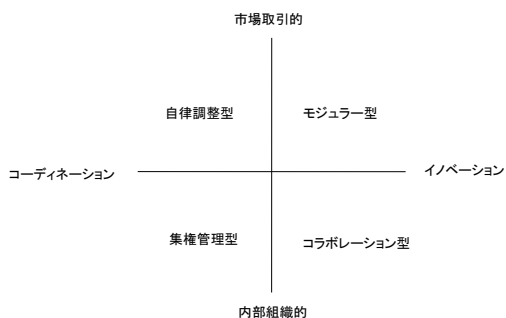 市場取引的
自律調整型
モジュラー型
コーディネーション
イノベーション
集権管理型
コラボレーション型
内部組織的